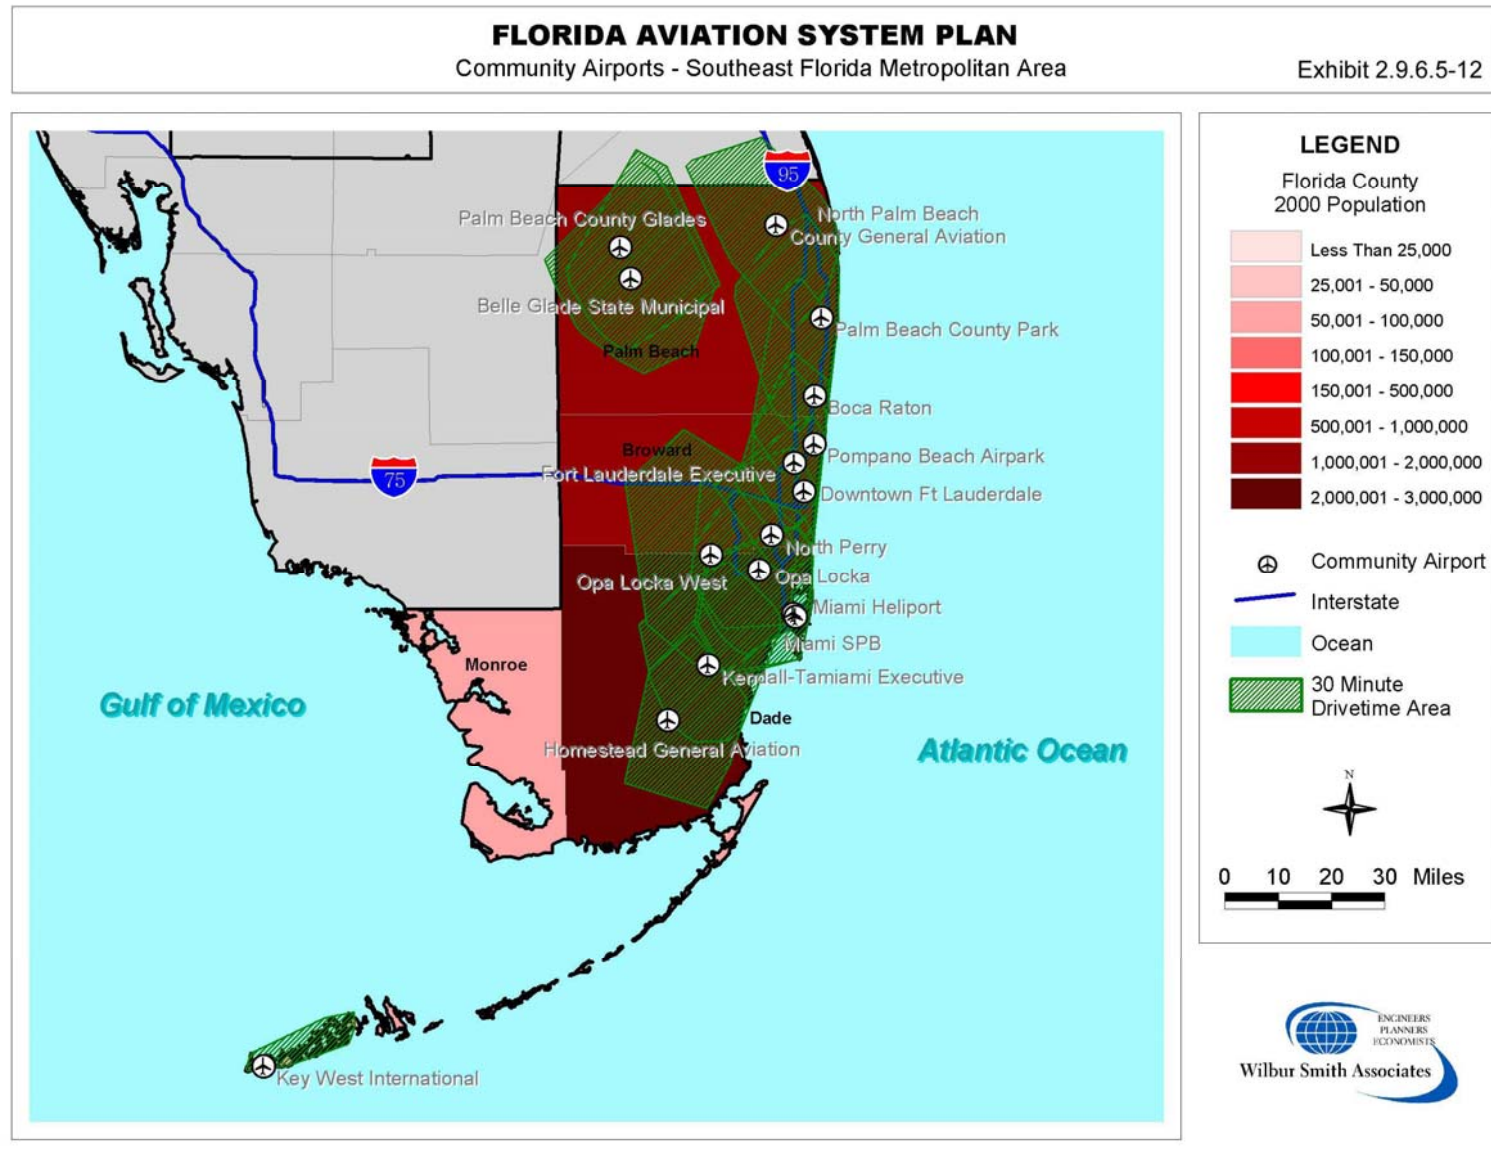 FLORIDA AVIATION SYSTEM PLAN
Community Airports - Southeast Florida Metropolitan Area
Exhibit 2.9.6.5-12
95
Palm Beach County Glades
North Palm Beach
County General Aviation
Belle Glade State Municipal
Palm Beach County Park
Palm Beach
Boca Raton
Broward
Pompano Beach Airpark
Fort Lauderdale Executive
75
Downtown Ft Lauderdale
North Perry
Opa Locka West
Opa Locka
Miami Heliport
Miami SPB
Monroe
Kendall-Tamiami Executive
Gulf of Mexico
Dade
Homestead General Aviation
Atlantic Ocean
Key West International
LEGEND
Florida County
2000 Population
Less Than 25,000
25,001 - 50,000
50,001 - 100,000
100,001 - 150,000
150,001 - 500,000
500,001 - 1,000,000
1,000,001 - 2,000,000
2,000,001 - 3,000,000
Community Airport
Interstate
Ocean
30 Minute
Drivetime Area
N
0 10 20 30 Miles
ENGINEERS
PLANNERS
ECONOMISTS
Wilbur Smith Associates